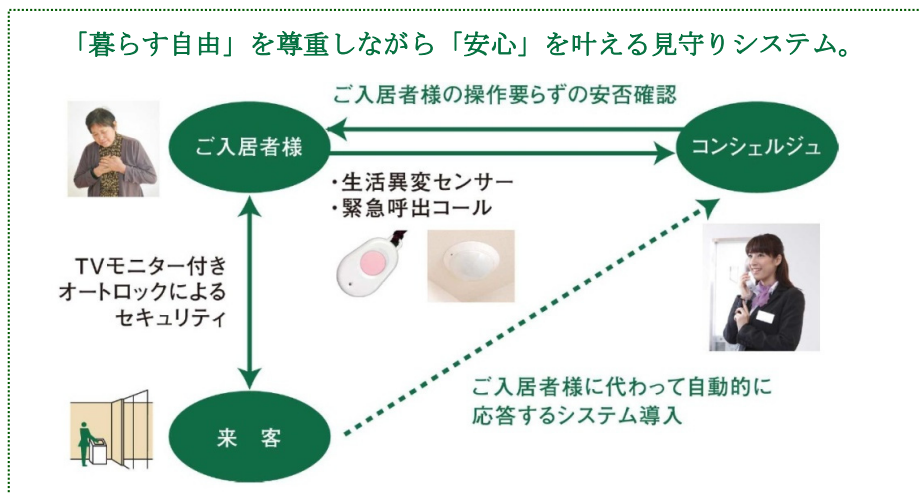 「暮らす自由」を尊重しながら「安心」を叶える見守りシステム。
ご入居者様の操作要らずの安否確認
ご入居者様
コンシェルジュ
・生活異変センサー
・緊急呼出コール
TVモニター付き
オートロックによる
セキュリティ
ご入居者様に代わって自動的に
応答するシステム導入
来 客